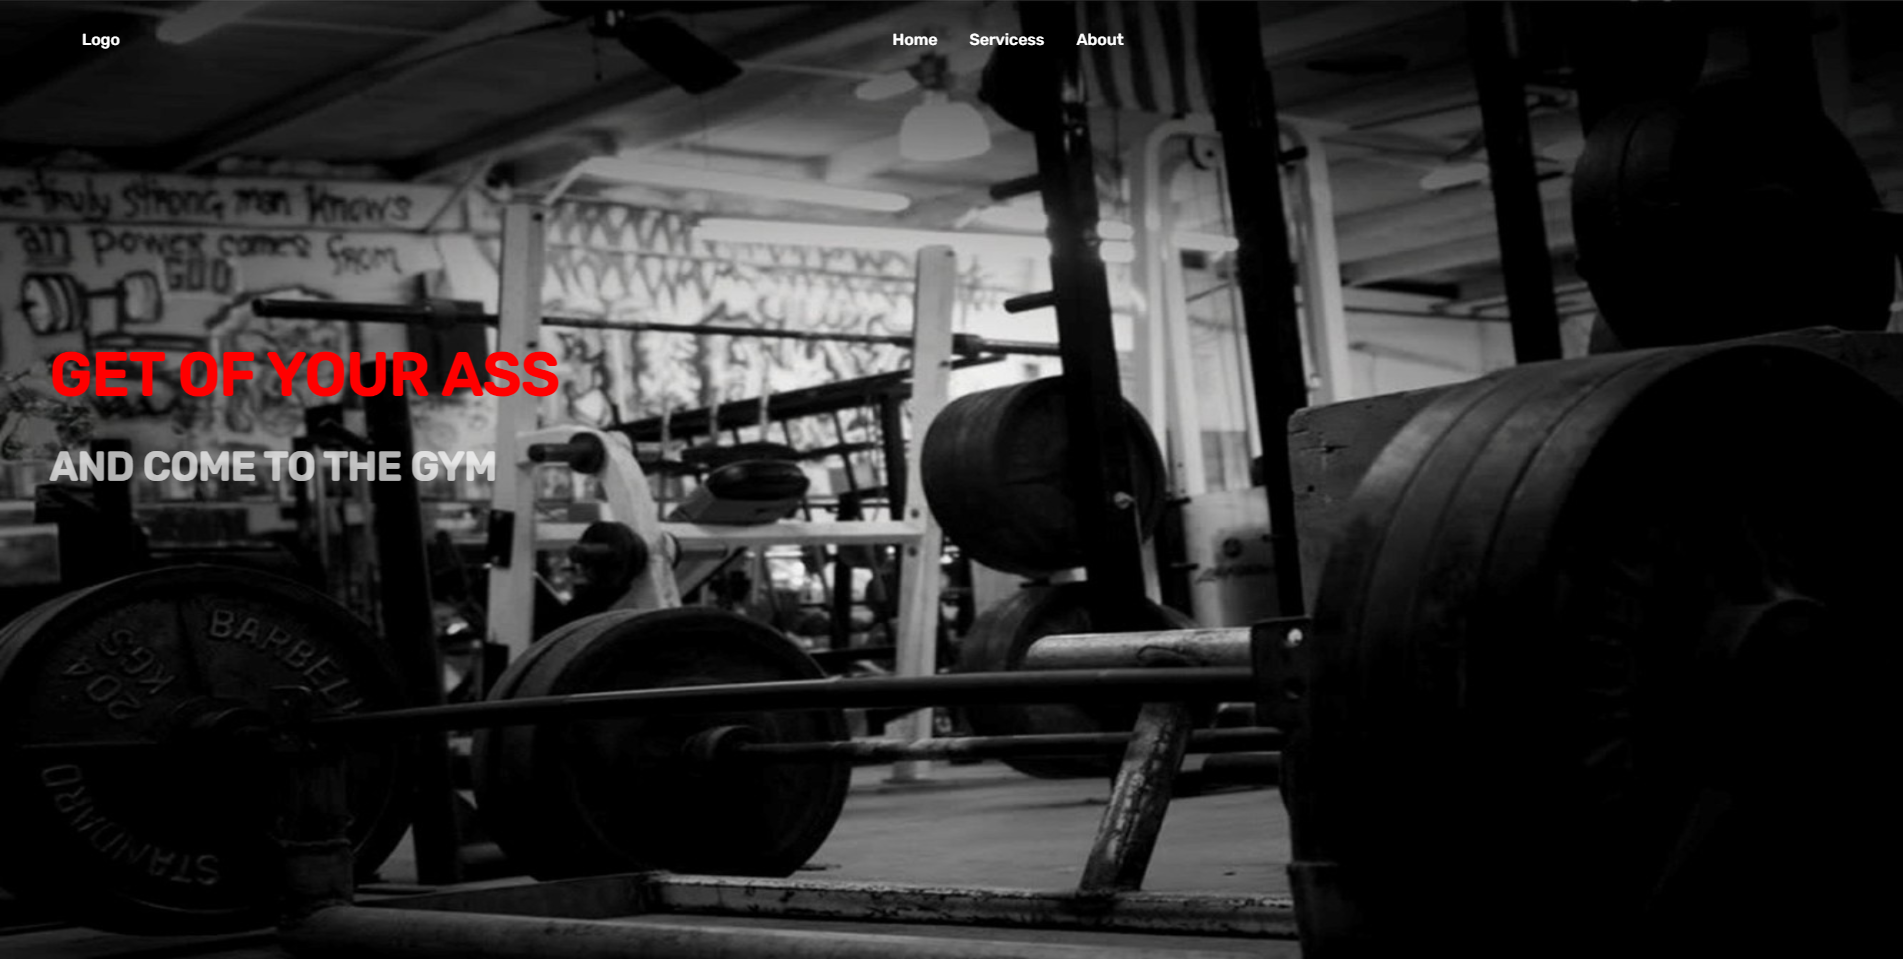 Logo
Home Servicess About
he truly strong man knows
all power comes from
GOD
GET OF YOUR ASS
AND COME TO THE GYM
BARBELL
20.4
KGS
STANDARD